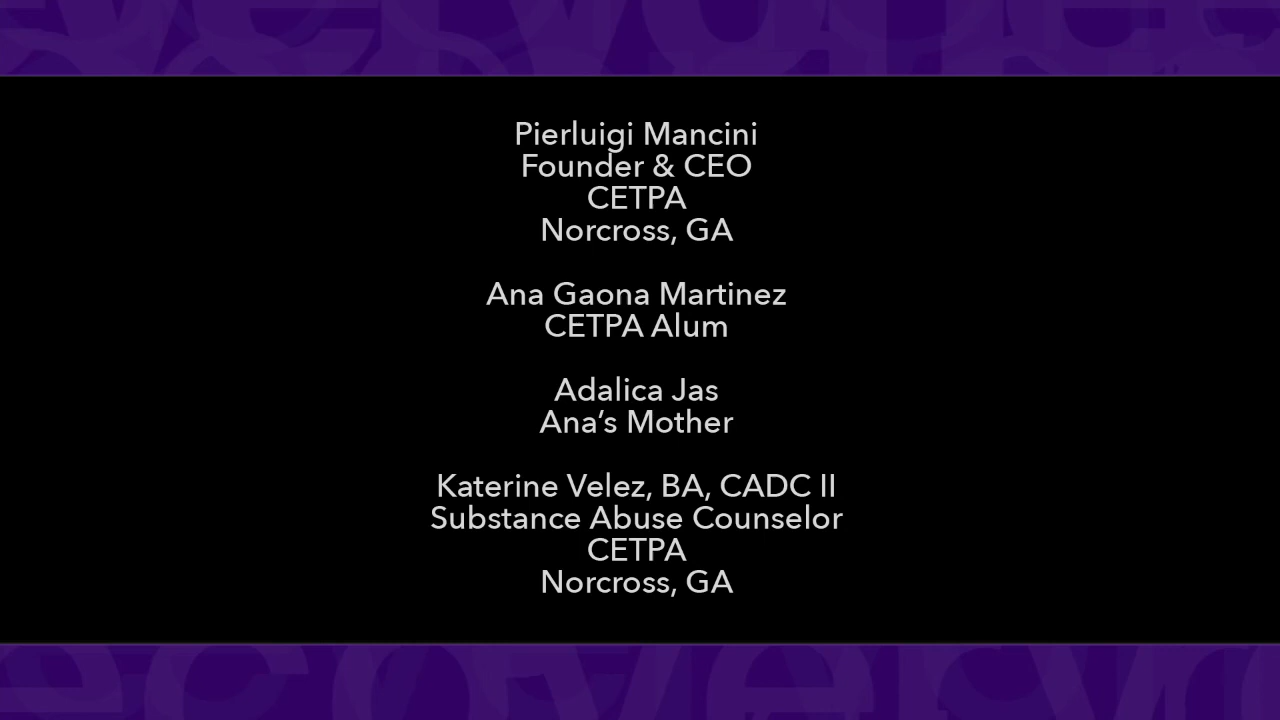 Pierluigi Mancini
Founder & CEO
CETPA
Norcross, GA
Ana Gaona Martinez
CETPA Alum
Adalica Jas
Ana’s Mother
Katerine Velez, BA, CADC II
Substance Abuse Counselor
CETPA
Norcross, GA